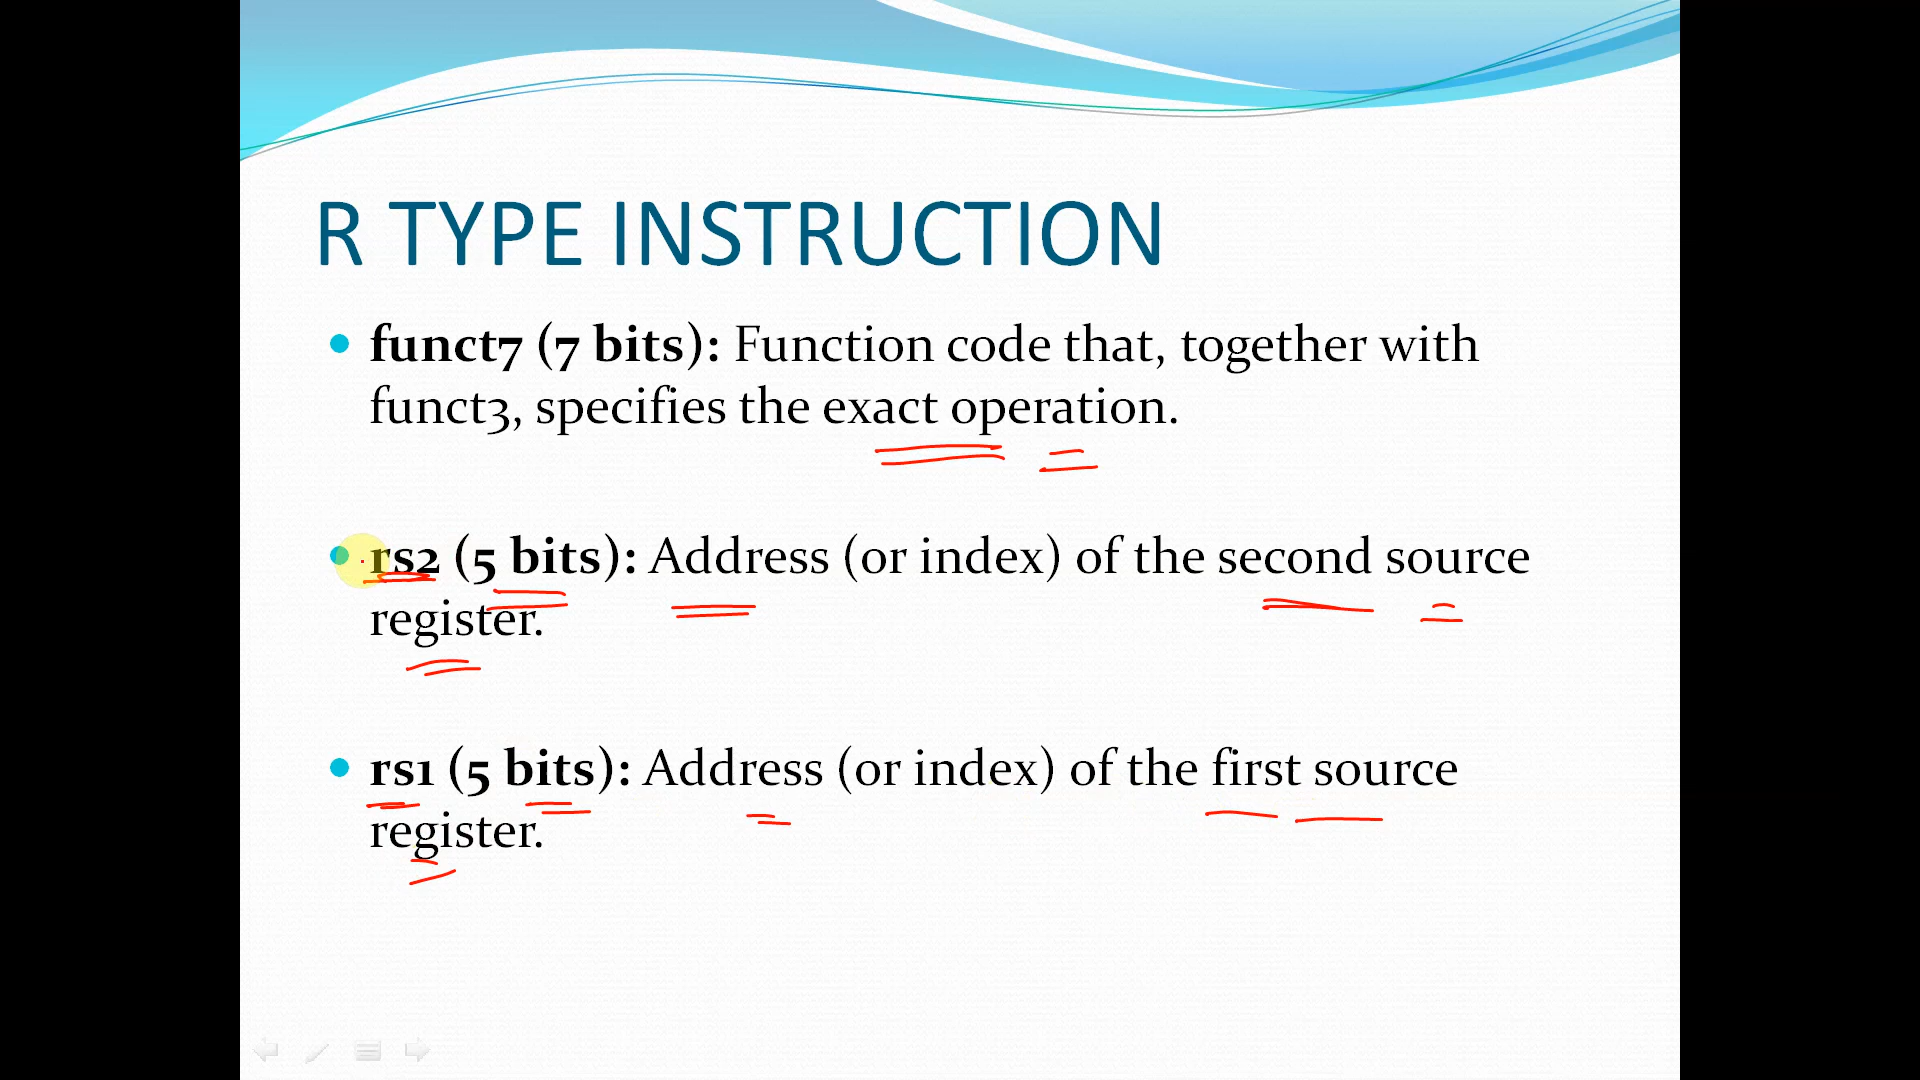 R TYPE INSTRUCTION
funct7 (7 bits): Function code that, together with
funct3, specifies the exact operation.
rs2 (5 bits): Address (or index) of the second source
register.
rs1 (5 bits): Address (or index) of the first source
register.